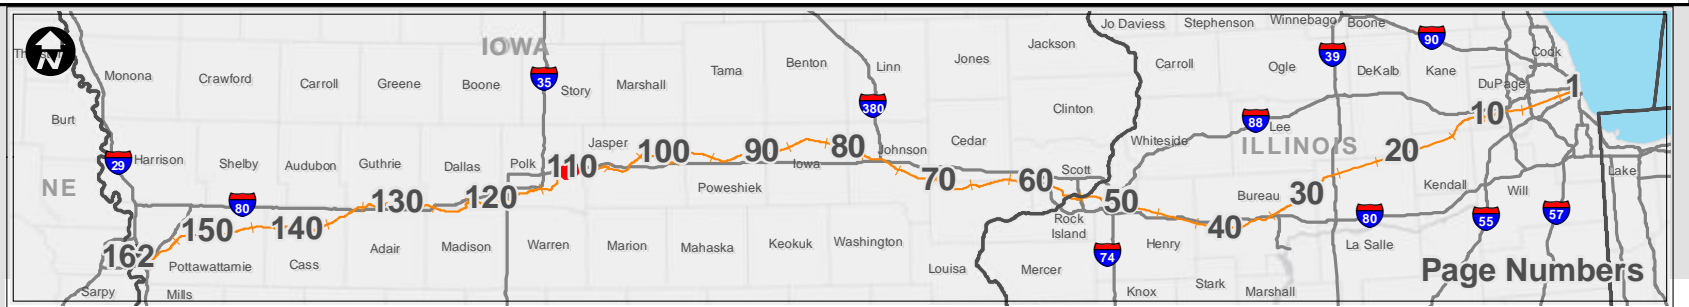 Jo Daviess
Stephenson
Winnebago
Boone
IOWA
N
Jackson
39
90
Cook
Monona
Crawford
Carroll
Greene
Boone
35
Story
Marshall
Tama
Benton
Linn
Jones
Carroll
Ogle
DeKalb
Kane
DuPage
1
Burt
380
Clinton
88
Lee
10
29
Harrison
Shelby
Audubon
Guthrie
Dallas
Polk
110
Jasper
100
90
80
Iowa
Johnson
Cedar
Whiteside
ILLINOIS
20
NE
80
130
120
Poweshiek
70
60
Scott
50
Bureau
30
Kendall
Will
Lake
162
150
140
Rock
Island
40
80
55
57
Pottawattamie
Cass
Adair
Madison
Warren
Marion
Mahaska
Keokuk
Washington
Louisa
Mercer
74
Henry
La Salle
Page Numbers
Sarpy
Mills
Knox
Stark
Marshall